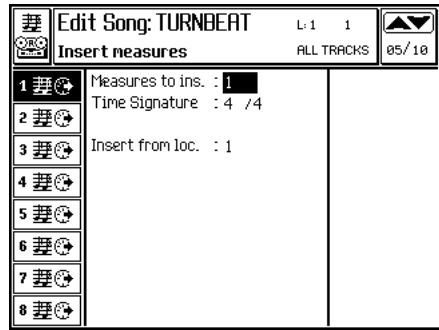 Edit Song: TURNBEAT L: 1 1
Insert measures ALL TRACKS 05/10
1 Measures to ins. : 1
Time Signature : 4 /4
2
3 Insert from loc. : 1
4
5
6
7
8